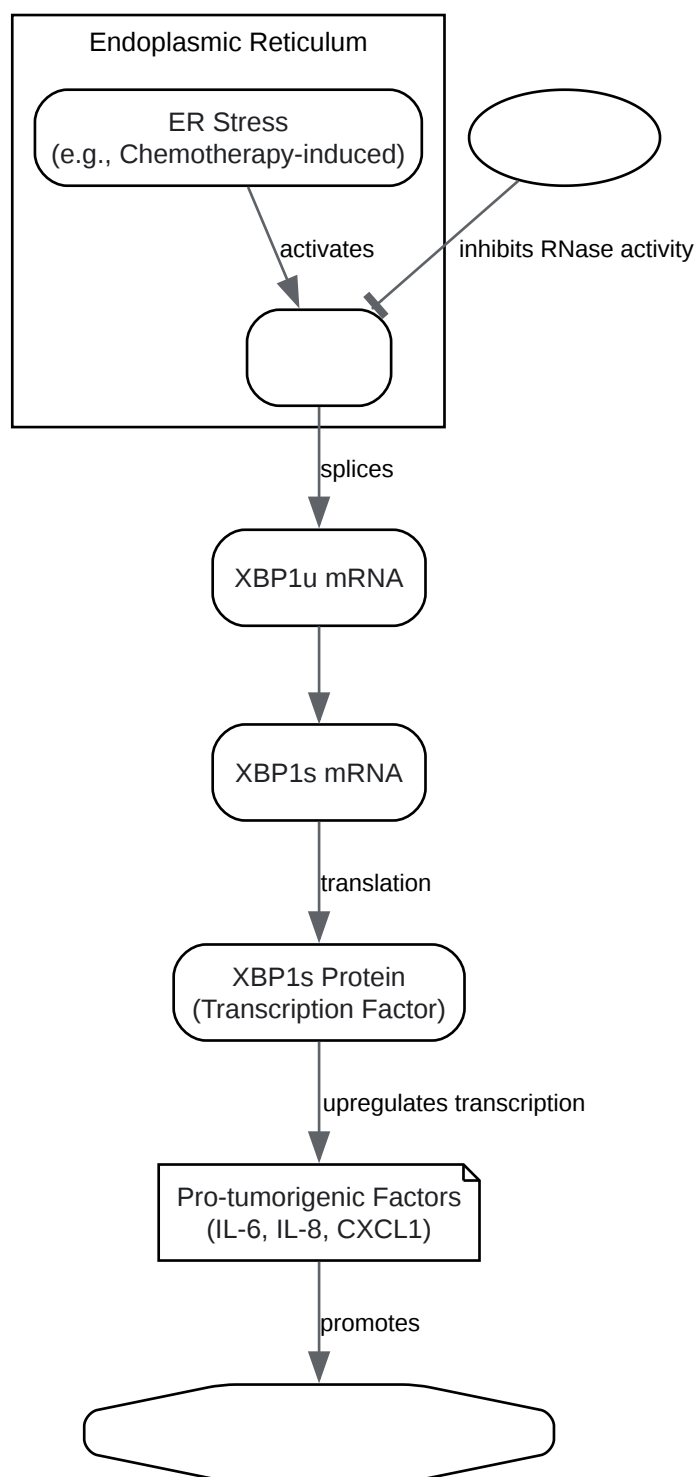 Endoplasmic Reticulum
ER Stress
(e.g., Chemotherapy-induced)
activates
inhibits RNase activity
splices
XBP1u mRNA
XBP1s mRNA
translation
XBP1s Protein
(Transcription Factor)
upregulates transcription
Pro-tumorigenic Factors
(IL-6, IL-8, CXCL1)
promotes